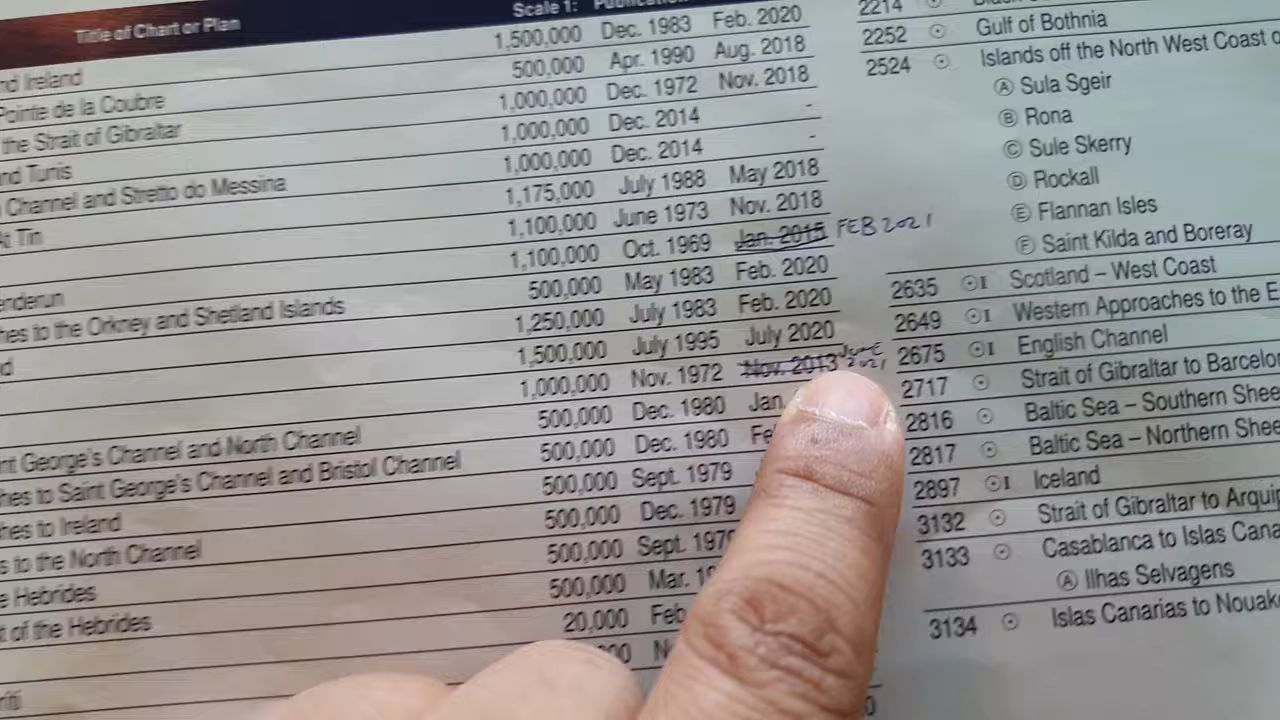 Title of Chart or Plan Scale 1:
nd Ireland 1,500,000 Dec. 1983 Feb. 2020
Pointe de la Coubre 500,000 Apr. 1990 Aug. 2018
the Strait of Gibraltar 1,000,000 Dec. 1972 Nov. 2018
nd Tunis 1,000,000 Dec. 2014 -
Channel and Stretto do Messina 1,000,000 Dec. 2014 -
At Tin 1,175,000 July 1988 May 2018
1,100,000 June 1973 Nov. 2018
enderun 1,100,000 Oct. 1969 Jan. 2015 FEB 2021
hes to the Orkney and Shetland Islands 500,000 May 1983 Feb. 2020
d 1,250,000 July 1983 Feb. 2020
1,500,000 July 1995 July 2020
1,000,000 Nov. 1972 Nov. 2013 June 2021
nt George's Channel and North Channel 500,000 Dec. 1980 Jan.
hes to Saint George's Channel and Bristol Channel 500,000 Dec. 1980 Fe
hes to Ireland 500,000 Sept. 1979
s to the North Channel 500,000 Dec. 1979
e Hebrides 500,000 Sept. 197
t of the Hebrides 500,000 Mar. 1
20,000 Feb
2214
2252 Gulf of Bothnia
2524 Islands off the North West Coast o
Ⓐ Sula Sgeir
Ⓑ Rona
Ⓒ Sule Skerry
Ⓓ Rockall
Ⓔ Flannan Isles
Ⓕ Saint Kilda and Boreray
2635 Scotland – West Coast
2649 Western Approaches to the E
2675 English Channel
2717 Strait of Gibraltar to Barcelo
2816 Baltic Sea – Southern Shee
2817 Baltic Sea – Northern Shee
2897 Iceland
3132 Strait of Gibraltar to Arqui
3133 Casablanca to Islas Cana
Ⓐ Ilhas Selvagens
3134 Islas Canarias to Nouak